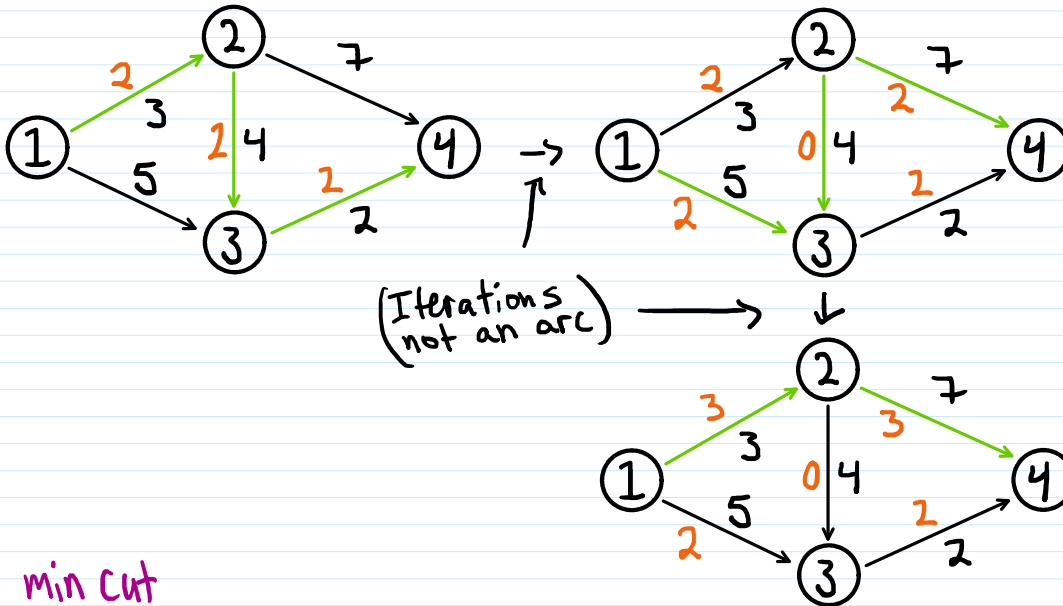 2 7 2 3 1 2 4 4 5 2 3 2
2 7 2 2 3 1 0 4 4 5 2 2 3 2
(Iterations
not an arc)
2 7 3 3 3 1 0 4 4 5 2 2 3 2
min cut